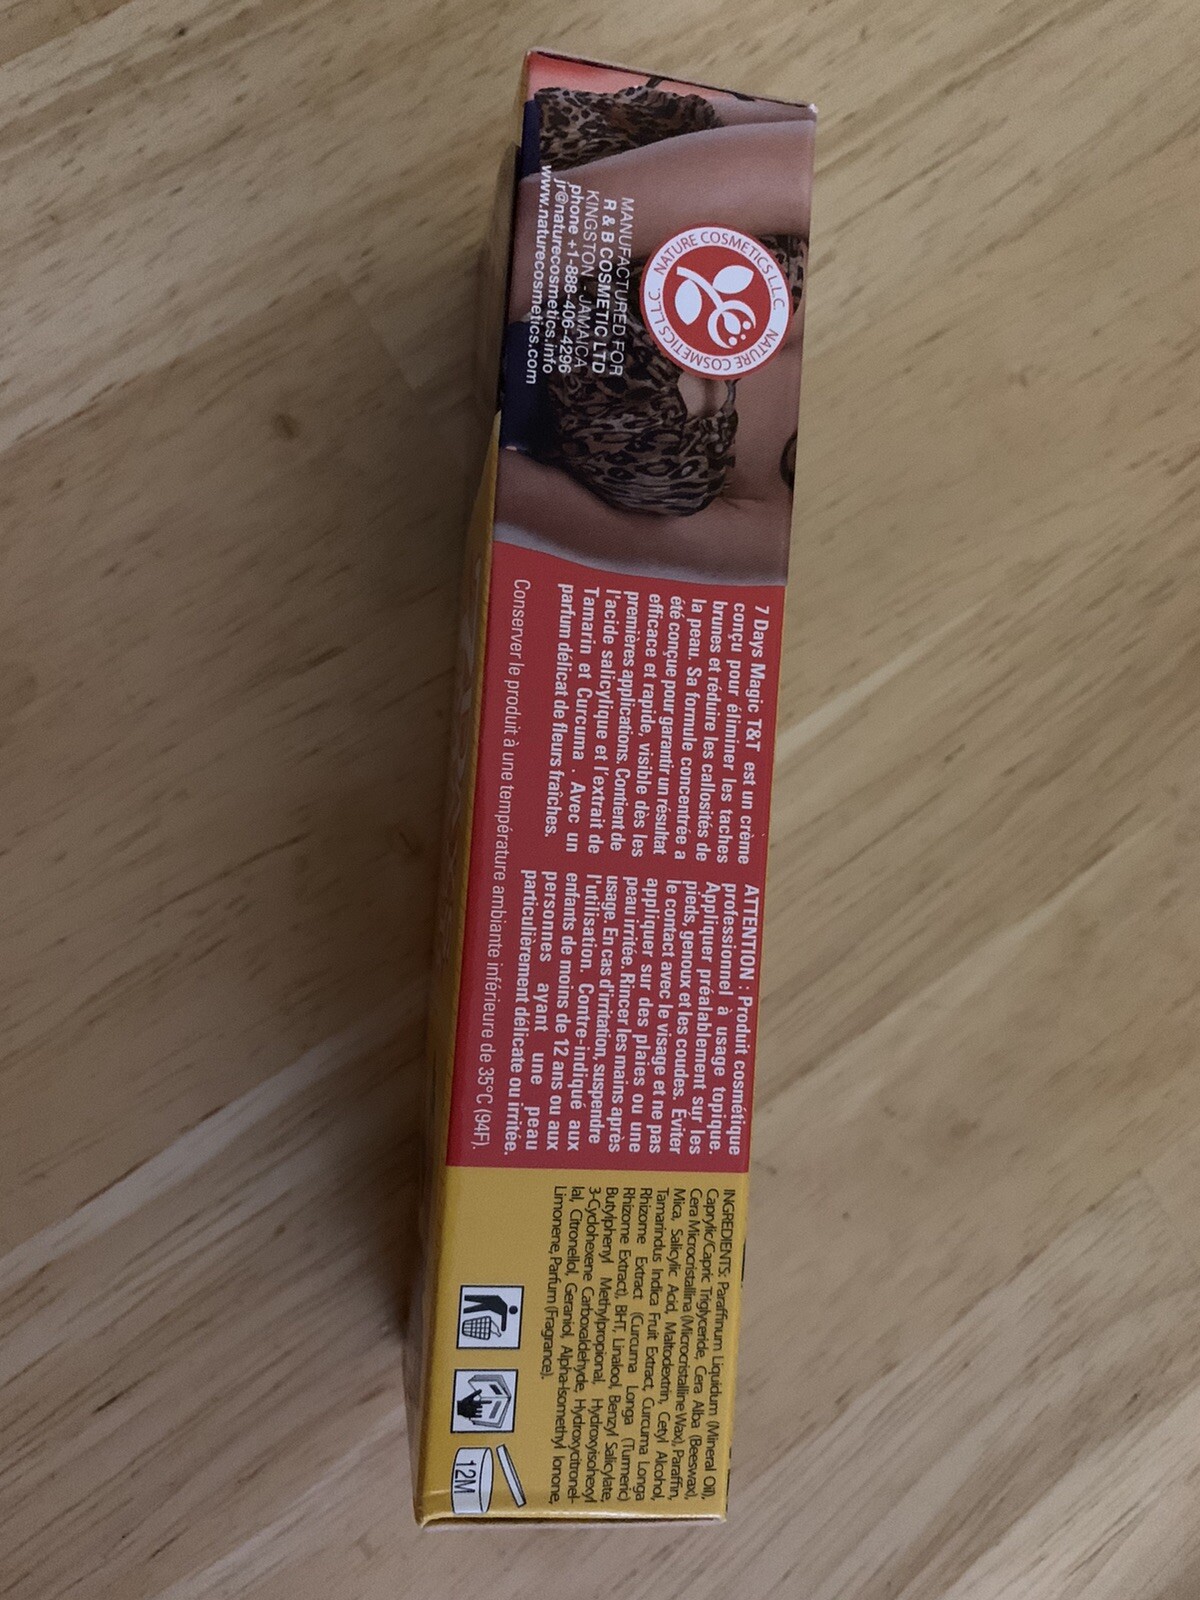 NATURE COSMETICS L.L.C. NATURE COSMETICS L.L.C.
MANUFACTURED FOR
R & B COSMETIC LTD
KINGSTON - JAMAICA
phone +1-888-406-4296
jr@naturecosmetics.info
www.naturecosmetics.com
7 Days Magic T&T est un crème
conçu pour éliminer les taches
brunes et réduire les callosités de
la peau. Sa formule concentrée a
été conçue pour garantir un résultat
efficace et rapide, visible dès les
premières applications. Contient de
l'acide salicylique et l'extrait de
Tamarin et Curcuma . Avec un
parfum délicat de fleurs fraîches.
ATTENTION : Produit cosmétique
professionnel à usage topique.
Appliquer préalablement sur les
pieds, genoux et les coudes. Éviter
le contact avec le visage et ne pas
appliquer sur des plaies ou une
peau irritée. Rincer les mains après
usage. En cas d'irritation, suspendre
l'utilisation. Contre-indiqué aux
enfants de moins de 12 ans ou aux
personnes ayant une peau
particulièrement délicate ou irritée.
Conserver le produit à une température ambiante inférieure de 35°C (94F).
INGREDIENTS: Paraffinum Liquidum (Mineral Oil),
Caprylic/Capric Triglyceride, Cera Alba (Beeswax),
Cera Microcristallina (Microcristalline Wax), Paraffin,
Mica, Salicylic Acid, Maltodextrin, Cetyl Alcohol,
Tamarindus Indica Fruit Extract, Curcuma Longa
Rhizome Extract (Curcuma Longa (Turmeric)
Rhizome Extract), BHT, Linalool, Benzyl Salicylate,
Butylphenyl Methylpropional, Hydroxyisohexyl
3-Cyclohexene Carboxaldehyde, Hydroxycitronel-
lal, Citronellol, Geraniol, Alpha-Isomethyl Ionone,
Limonene, Parfum (Fragrance).
12M